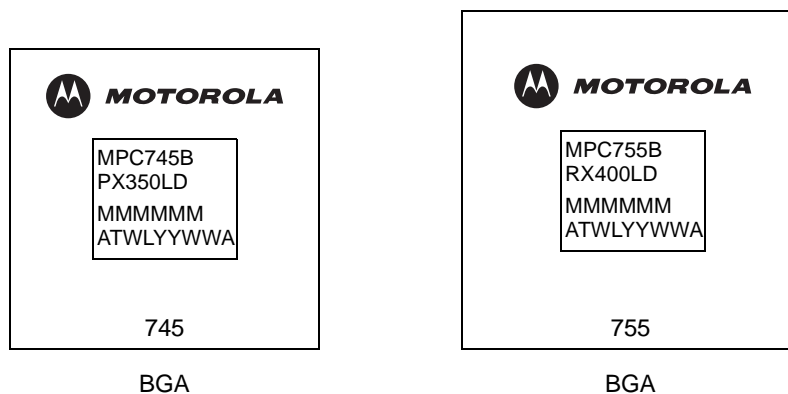 MOTOROLA
MPC745B
PX350LD
MMMMMM
ATWLYYWWA
745
BGA
MOTOROLA
MPC755B
RX400LD
MMMMMM
ATWLYYWWA
755
BGA